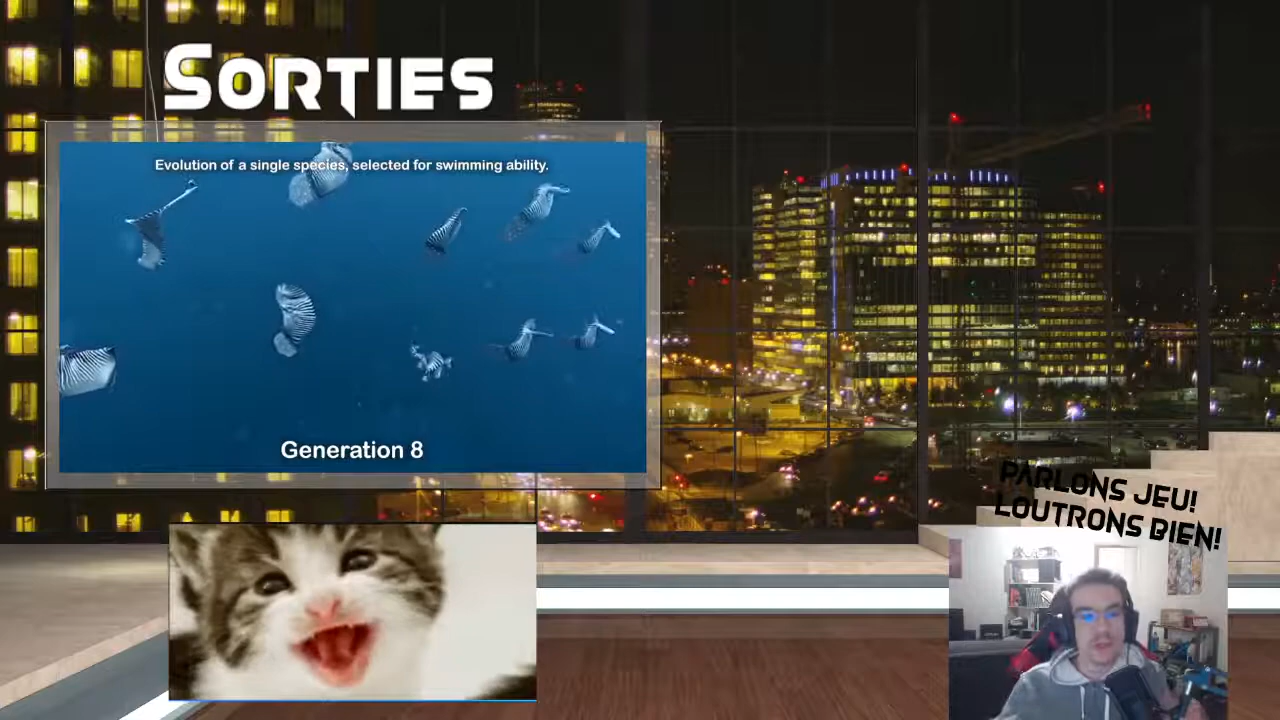 SORTIES
Evolution of a single species, selected for swimming ability.
Generation 8
PARLONS JEU!
LOUTRONS BIEN!